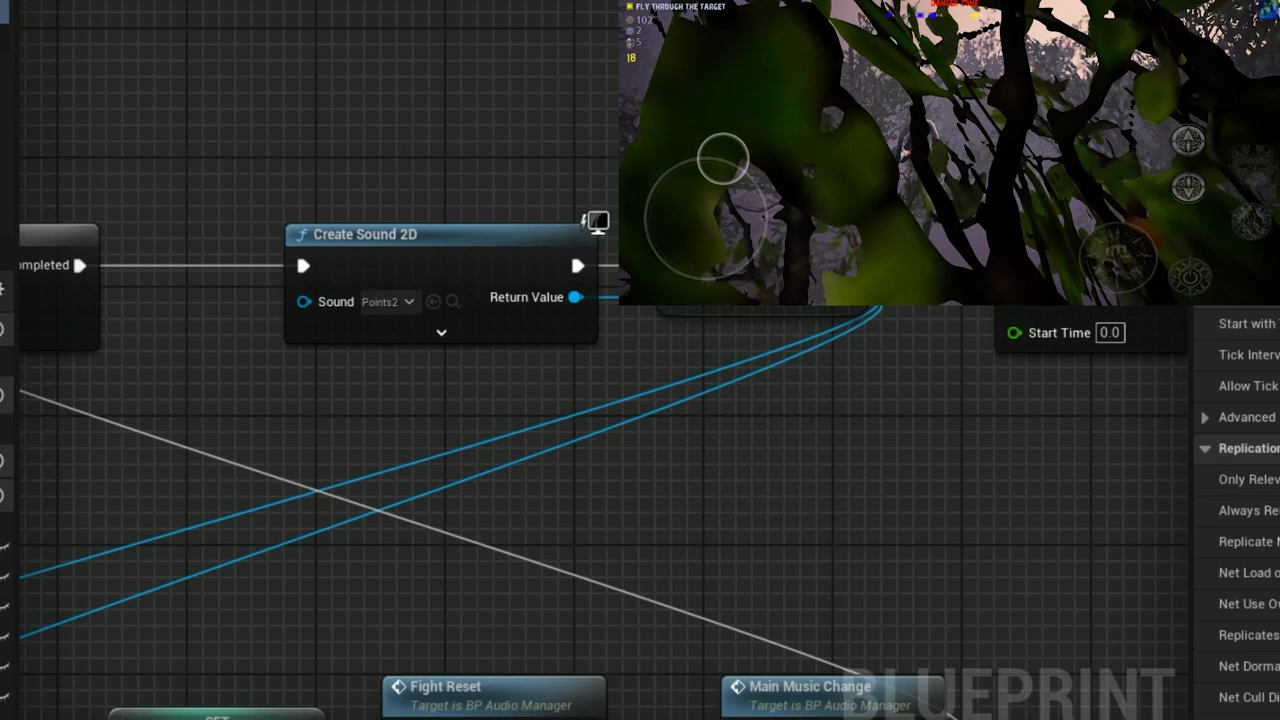 FLY THROUGH THE TARGET
102
2
5
18
ompleted
Create Sound 2D
Sound Points2
Return Value
Start Time 0.0
Start with
Tick Interv
Allow Tick
Advanced
Replication
Only Relev
Always Rel
Replicate M
Net Load o
Net Use Ow
Replicates
Net Dorma
Net Cull Di
Fight Reset
Target is BP Audio Manager
Main Music Change
Target is BP Audio Manager
BLUEPRINT
SET